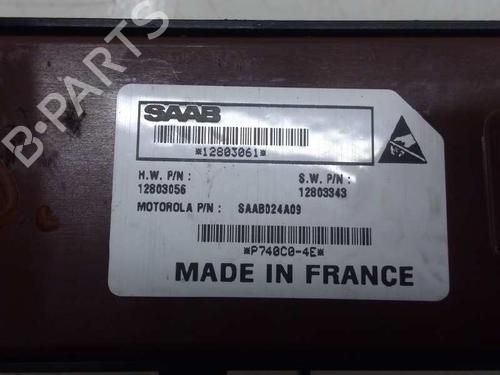 B-PARTS
SAAB
*12803061*
H.W. P/N : S.W. P/N :
12803056 12803343
MOTOROLA P/N : SAAB024A09
*P740C0-4E*
MADE IN FRANCE